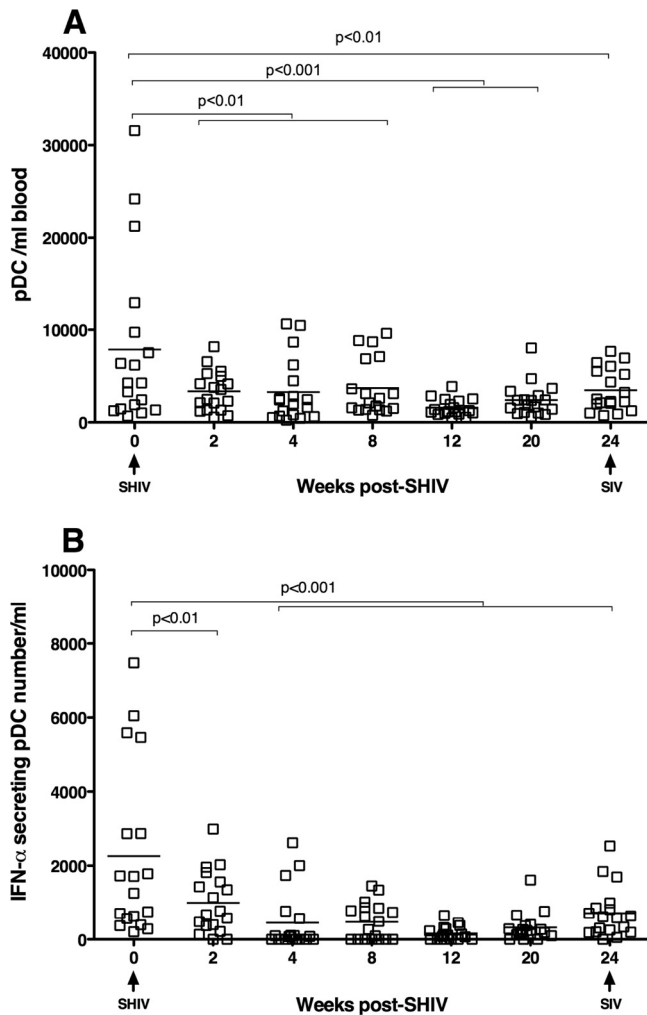 A
p<0.01
40000
p<0.001
p<0.01
30000
20000
10000
0
pDC /ml blood
0 2 4 8 12 20 24
SHIV Weeks post-SHIV SIV
B
10000
p<0.001
p<0.01
8000
6000
4000
2000
0
IFN-α secreting pDC number/ml
0 2 4 8 12 20 24
SHIV Weeks post-SHIV SIV